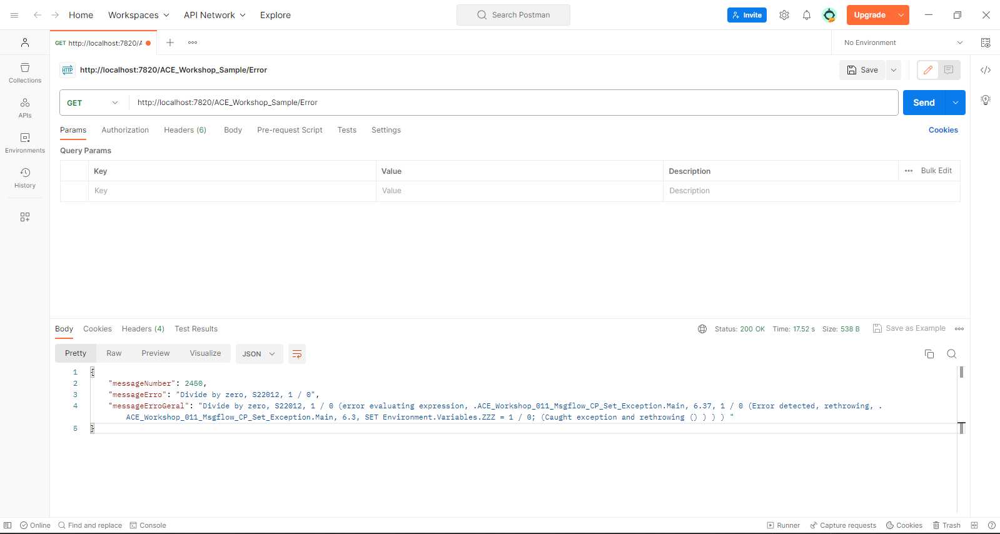 Home Workspaces API Network Explore Search Postman Invite Upgrade
GET http://localhost:7820/A No Environment
HTTP http://localhost:7820/ACE_Workshop_Sample/Error Save
GET http://localhost:7820/ACE_Workshop_Sample/Error Send
Collections
APIs
Environments
History
Params Authorization Headers (6) Body Pre-request Script Tests Settings Cookies
Query Params
Key Value Description Bulk Edit
Key Value Description
Body Cookies Headers (4) Test Results Status: 200 OK Time: 17.52 s Size: 538 B Save as Example
Pretty Raw Preview Visualize JSON
1 {
2 "messageNumber": 2450,
3 "messageErro": "Divide by zero, S22012, 1 / 0",
4 "messageErroGeral": "Divide by zero, S22012, 1 / 0 (error evaluating expression, .ACE_Workshop_011_Msgflow_CP_Set_Exception.Main, 6.37, 1 / 0 (Error detected, rethrowing, .
ACE_Workshop_011_Msgflow_CP_Set_Exception.Main, 6.3, SET Environment.Variables.ZZZ = 1 / 0; (Caught exception and rethrowing () ) ) ) "
5 }
Online Find and replace Console Runner Capture requests Cookies Trash